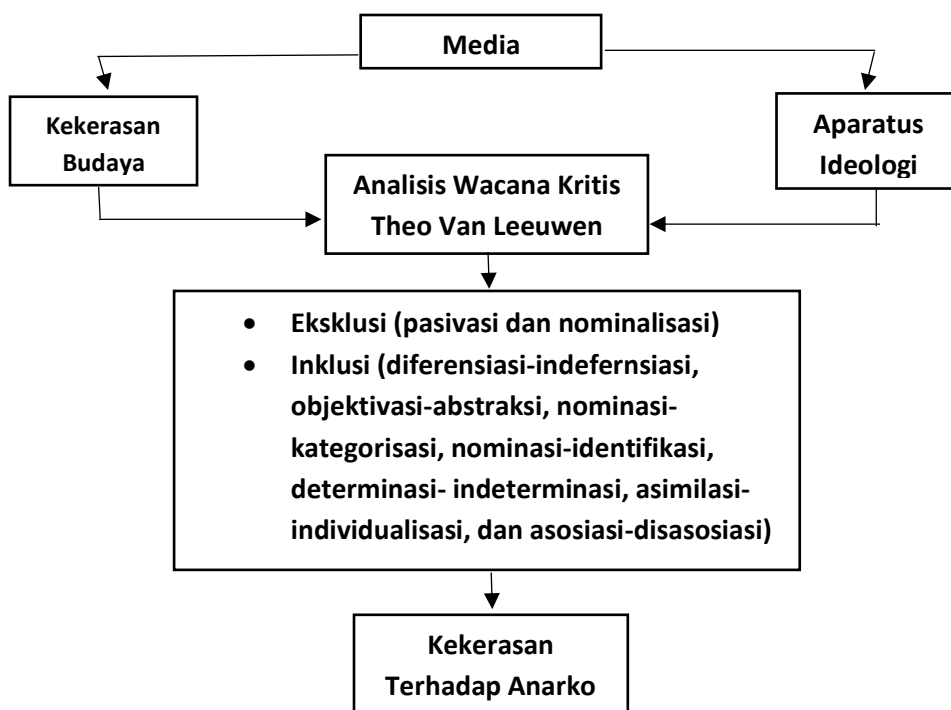 Media
Kekerasan
Budaya
Aparatus
Ideologi
Analisis Wacana Kritis
Theo Van Leeuwen
• Eksklusi (pasivasi dan nominalisasi)
• Inklusi (diferensiasi-indefernsiasi,
objektivasi-abstraksi, nominasi-
kategorisasi, nominasi-identifikasi,
determinasi- indeterminasi, asimilasi-
individualisasi, dan asosiasi-disasosiasi)
Kekerasan
Terhadap Anarko